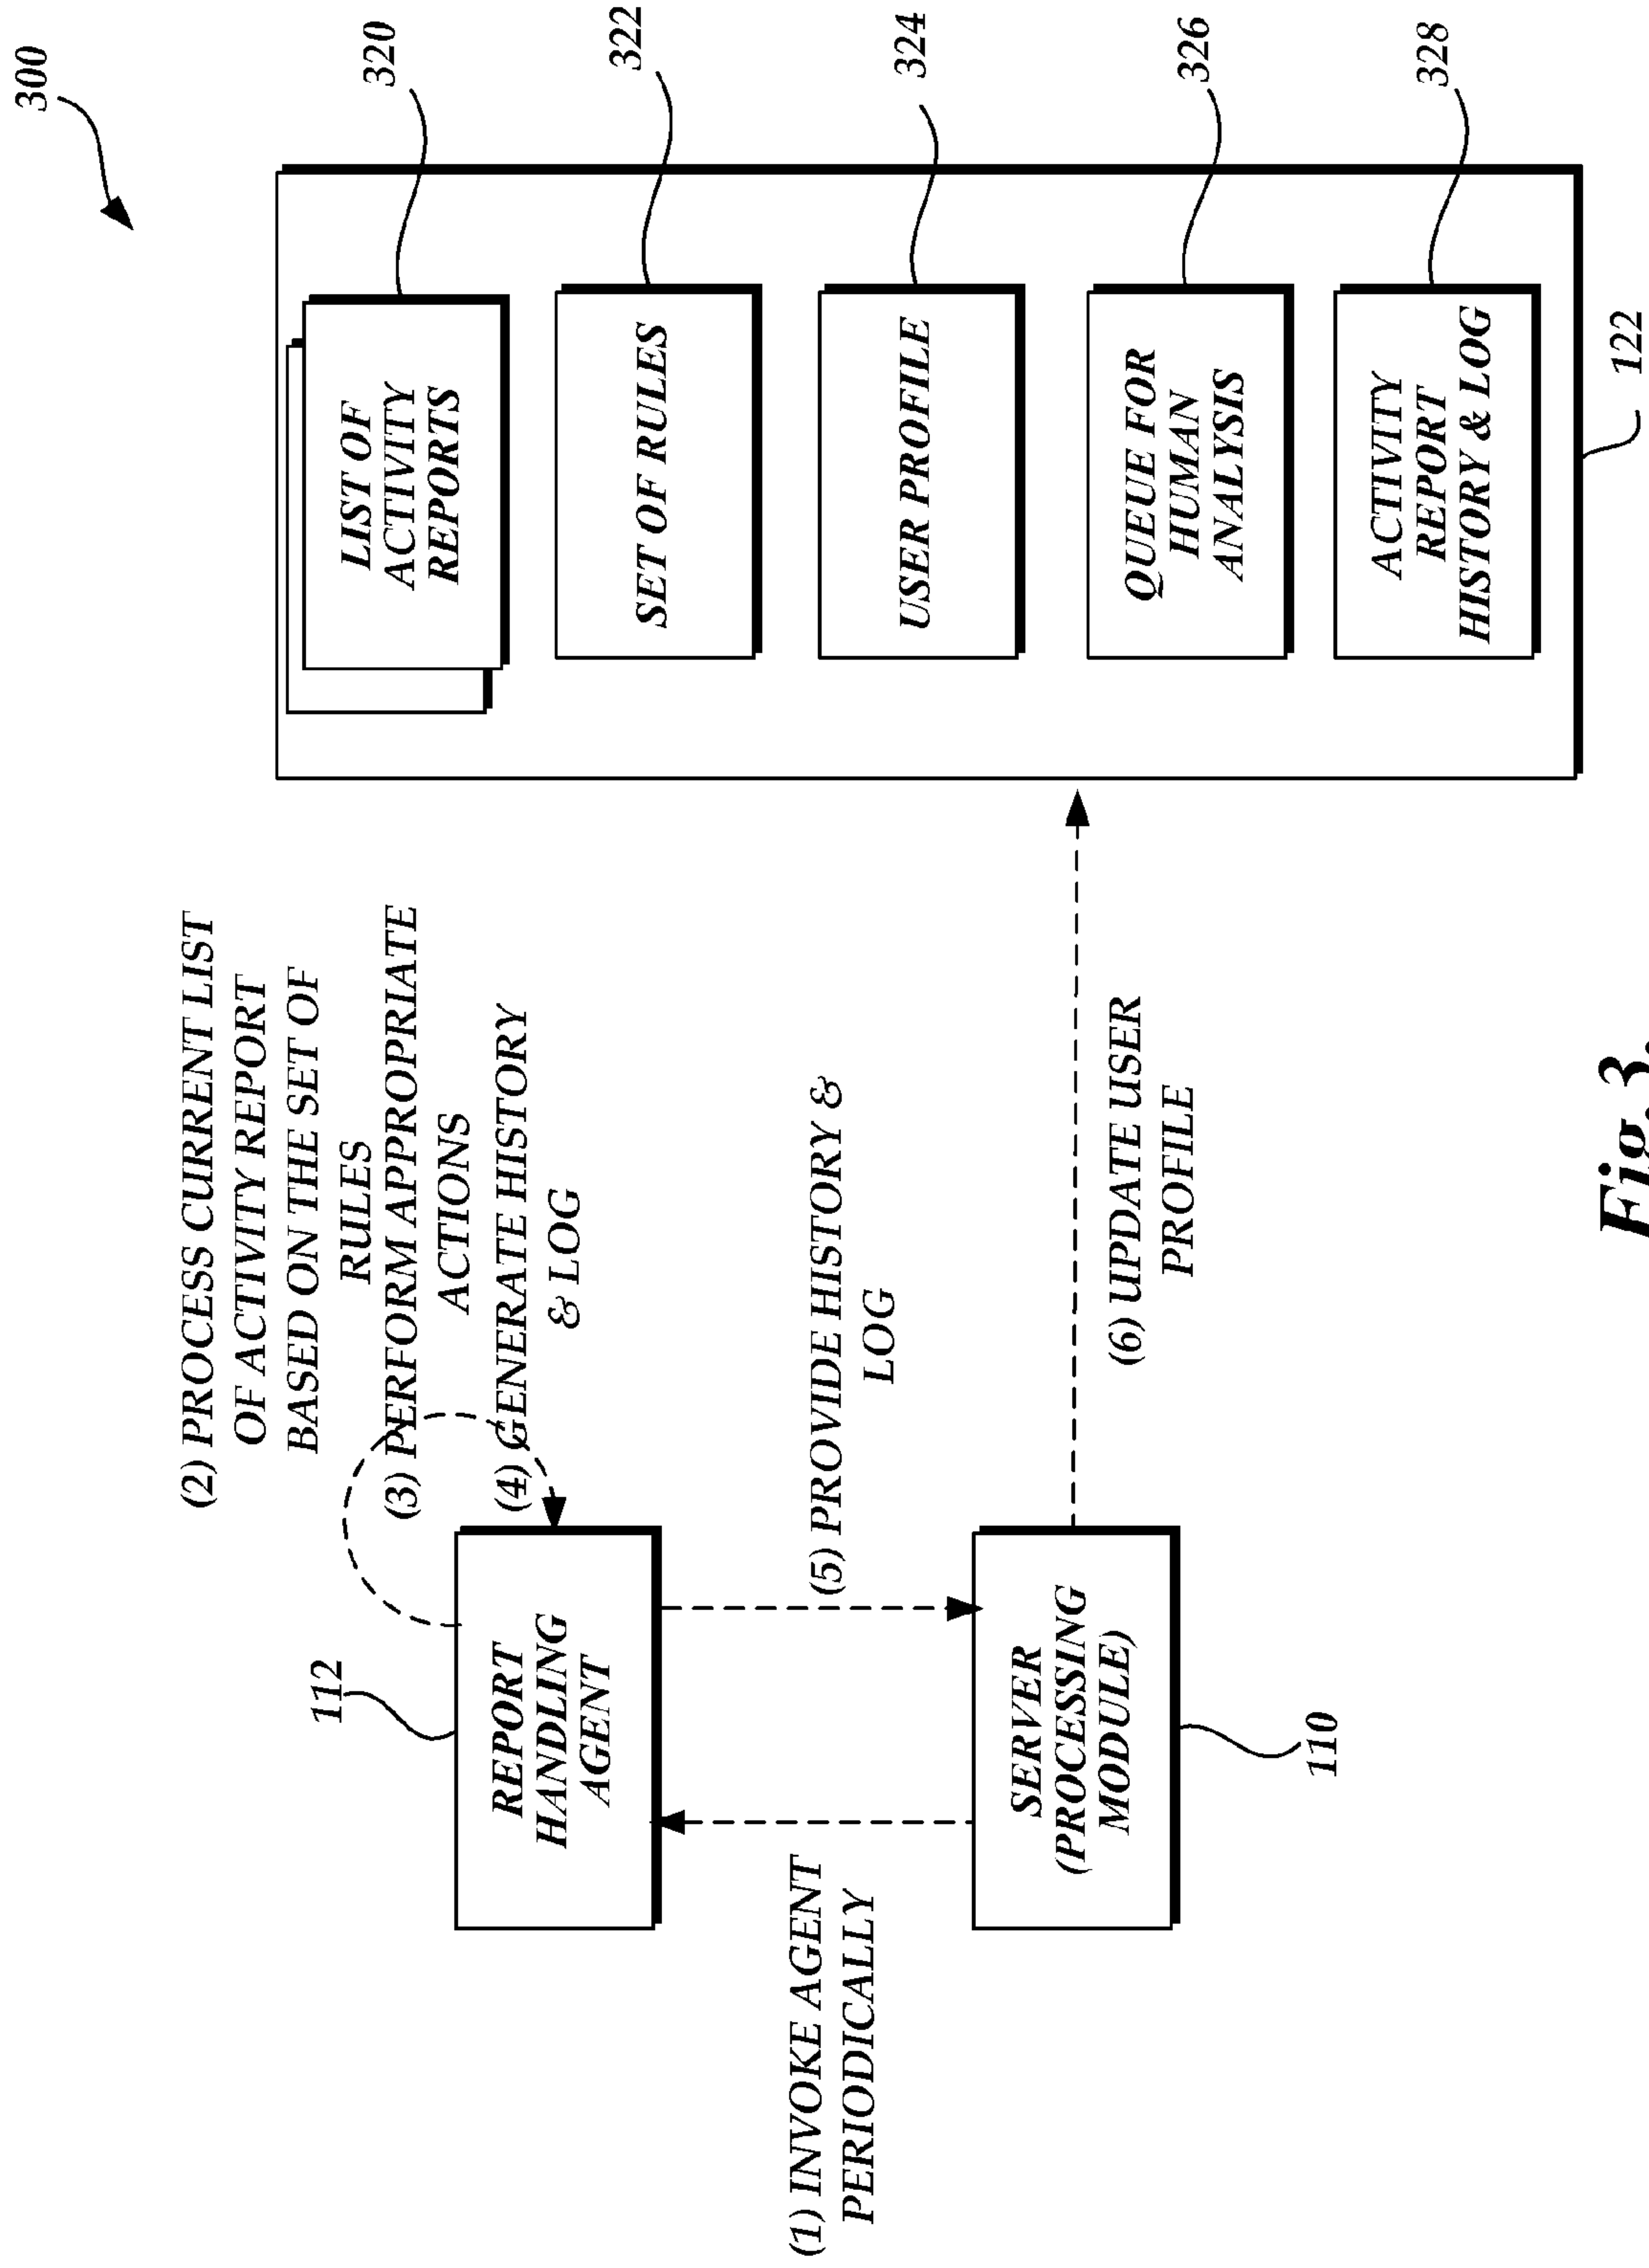 300
(2) PROCESS CURRENT LIST
OF ACTIVITY REPORT
BASED ON THE SET OF
RULES
(3) PERFORM APPROPRIATE
ACTIONS
(4) GENERATE HISTORY
& LOG
112
REPORT
HANDLING
AGENT
(1) INVOKE AGENT
PERIODICALLY
(5) PROVIDE HISTORY &
LOG
SERVER
(PROCESSING
MODULE)
110
(6) UPDATE USER
PROFILE
LIST OF
ACTIVITY
REPORTS
320
SET OF RULES
322
USER PROFILE
324
QUEUE FOR
HUMAN
ANALYSIS
326
ACTIVITY
REPORT
HISTORY & LOG
328
122
Fig.3.